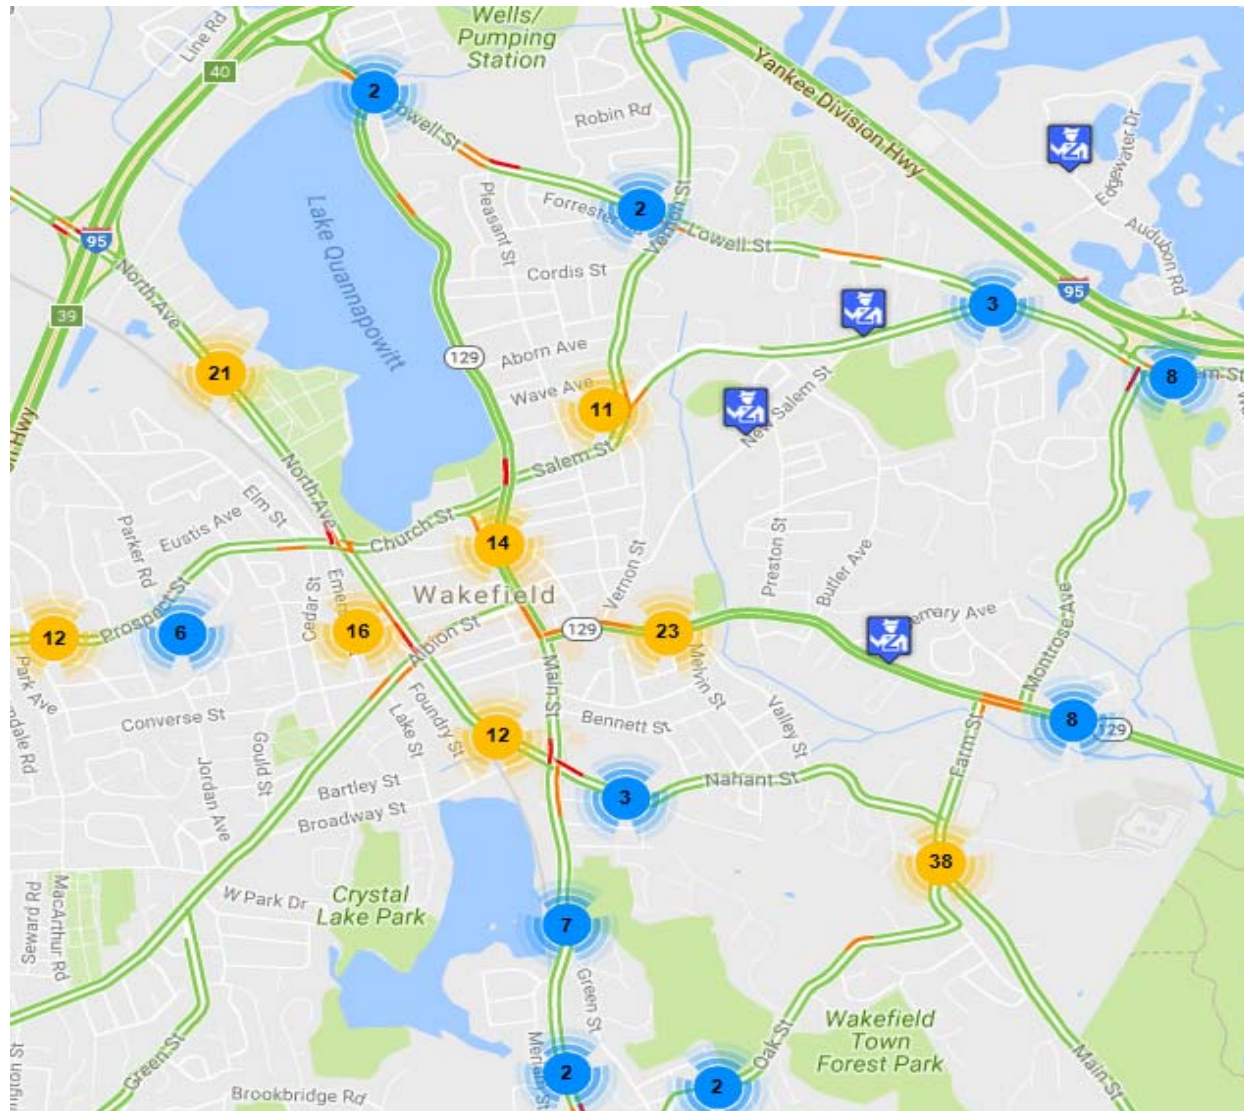 Wells/
Pumping
Station
Line Rd
40
2
Lowell St
Robin Rd
Yankee Division Hwy
Edgewater Dr
Audubon Rd
Pleasant St
Forrester
2
Vernon St
Lowell St
Cordis St
95
North Ave
39
Lake Quannapowitt
129
Aborn Ave
Wave Ave
21
11
3
95
8
Salem St
New Salem St
Hwy
North Ave
Elm St
Eustis Ave
Parker Rd
Church St
14
Wakefield
Vernon St
Preston St
Butler Ave
Prospect St
Cedar St
12
6
16
Albion St
129
23
Melvin St
Montrose Ave
Park Ave
Converse St
Gould St
Jordan Ave
Lake St
Foundry St
Main St
Bennett St
Valley St
Farm St
8
129
12
Bartley St
Broadway St
3
Nahant St
38
W Park Dr
Crystal
Lake Park
Seward Rd
MacArthur Rd
7
Green St
Green St
Oak St
Wakefield
Town
Forest Park
Main St
2
2
Brookbridge Rd